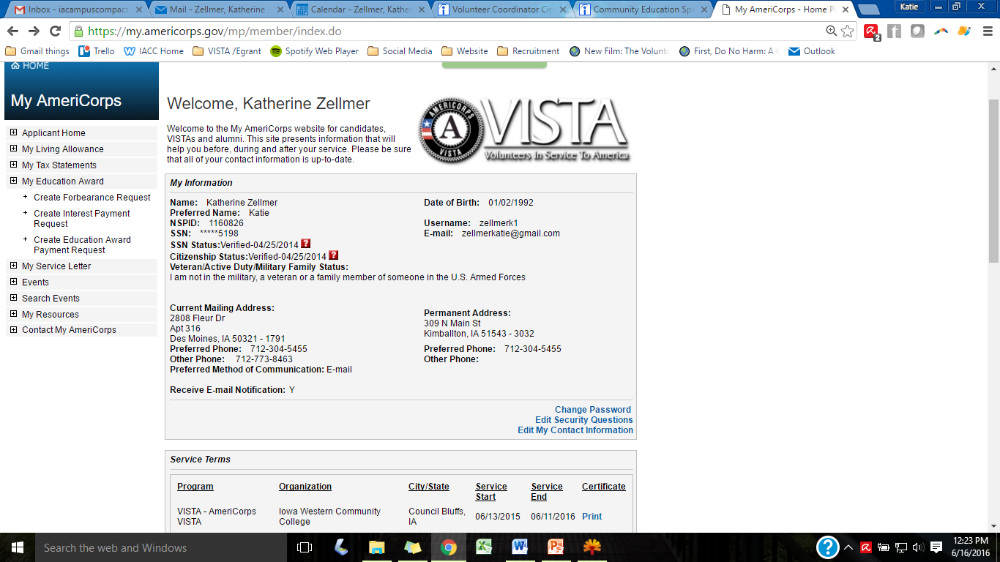 Inbox - iacampuscompact
Mail - Zellmer, Katherine
Calendar - Zellmer, Kather
Volunteer Coordinator Cir
Community Education Spe
My AmeriCorps - Home P
Katie
https://my.americorps.gov/mp/member/index.do
2
Gmail things
Trello
IACC Home
VISTA /Egrant
Spotify Web Player
Social Media
Website
Recruitment
New Film: The Volunt
First, Do No Harm: A
Outlook
HOME
My AmeriCorps
Applicant Home
My Living Allowance
My Tax Statements
My Education Award
Create Forbearance Request
Create Interest Payment
Request
Create Education Award
Payment Request
My Service Letter
Events
Search Events
My Resources
Contact My AmeriCorps
Welcome, Katherine Zellmer
Welcome to the My AmeriCorps website for candidates,
VISTAs and alumni. This site presents information that will
help you before, during and after your service. Please be sure
that all of your contact information is up-to-date.
AMERICORPS
A
VISTA
VISTA
Volunteers In Service To America
My Information
Name: Katherine Zellmer Date of Birth: 01/02/1992
Preferred Name: Katie
NSPID: 1160826 Username: zellmerk1
SSN: *****5198 E-mail: zellmerkatie@gmail.com
SSN Status:Verified-04/25/2014 ?
Citizenship Status:Verified-04/25/2014 ?
Veteran/Active Duty/Military Family Status:
I am not in the military, a veteran or a family member of someone in the U.S. Armed Forces
Current Mailing Address:
2808 Fleur Dr
Apt 316
Des Moines, IA 50321 - 1791
Preferred Phone: 712-304-5455
Other Phone: 712-773-8463
Preferred Method of Communication: E-mail
Permanent Address:
309 N Main St
Kimballton, IA 51543 - 3032
Preferred Phone: 712-304-5455
Other Phone:
Receive E-mail Notification: Y
Change Password
Edit Security Questions
Edit My Contact Information
Service Terms
Program Organization City/State Service Start Service End Certificate
VISTA - AmeriCorps VISTA Iowa Western Community College Council Bluffs, IA 06/13/2015 06/11/2016 Print
Search the web and Windows
12:23 PM
6/16/2016